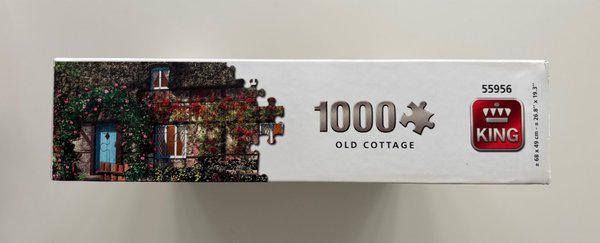 1000
OLD COTTAGE
55956
KING
± 68 x 49 cm - ± 26.8" x 19.3"